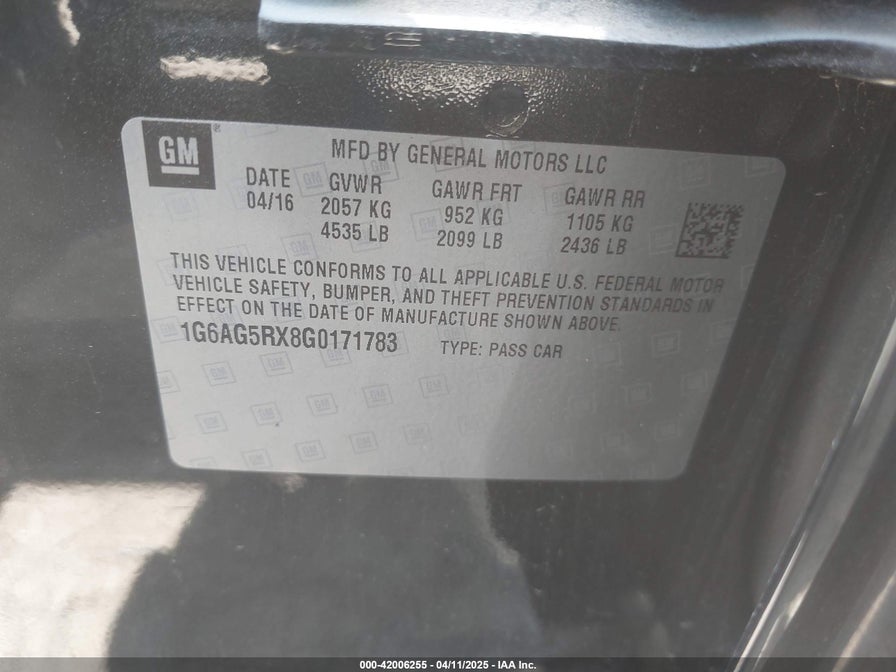 GM®
MFD BY GENERAL MOTORS LLC
DATE GVWR GAWR FRT GAWR RR
04/16 2057 KG 952 KG 1105 KG
4535 LB 2099 LB 2436 LB
THIS VEHICLE CONFORMS TO ALL APPLICABLE U.S. FEDERAL MOTOR
VEHICLE SAFETY, BUMPER, AND THEFT PREVENTION STANDARDS IN
EFFECT ON THE DATE OF MANUFACTURE SHOWN ABOVE.
1G6AG5RX8G0171783 TYPE: PASS CAR
000-42006255 - 04/11/2025 - IAA Inc.